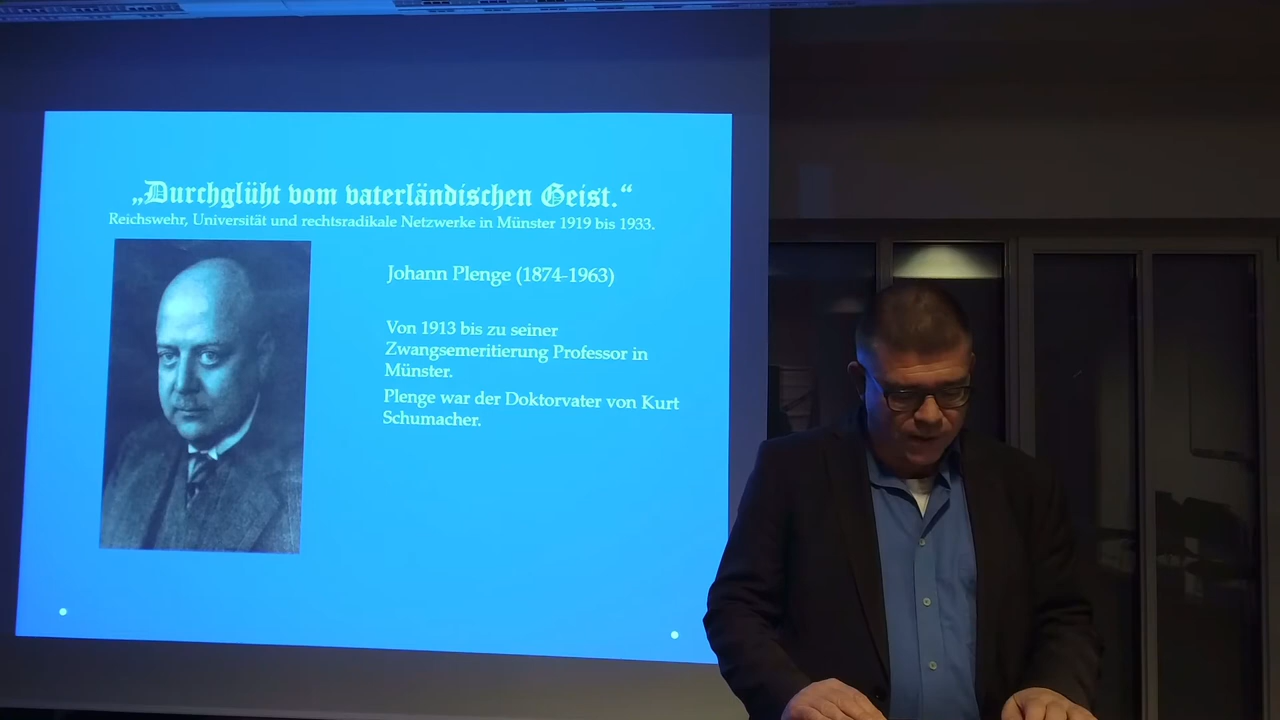 „Durchglüht vom vaterländischen Geist.“
Reichswehr, Universität und rechtsradikale Netzwerke in Münster 1919 bis 1933.
Johann Plenge (1874-1963)
Von 1913 bis zu seiner
Zwangsemeritierung Professor in
Münster.
Plenge war der Doktorvater von Kurt
Schumacher.